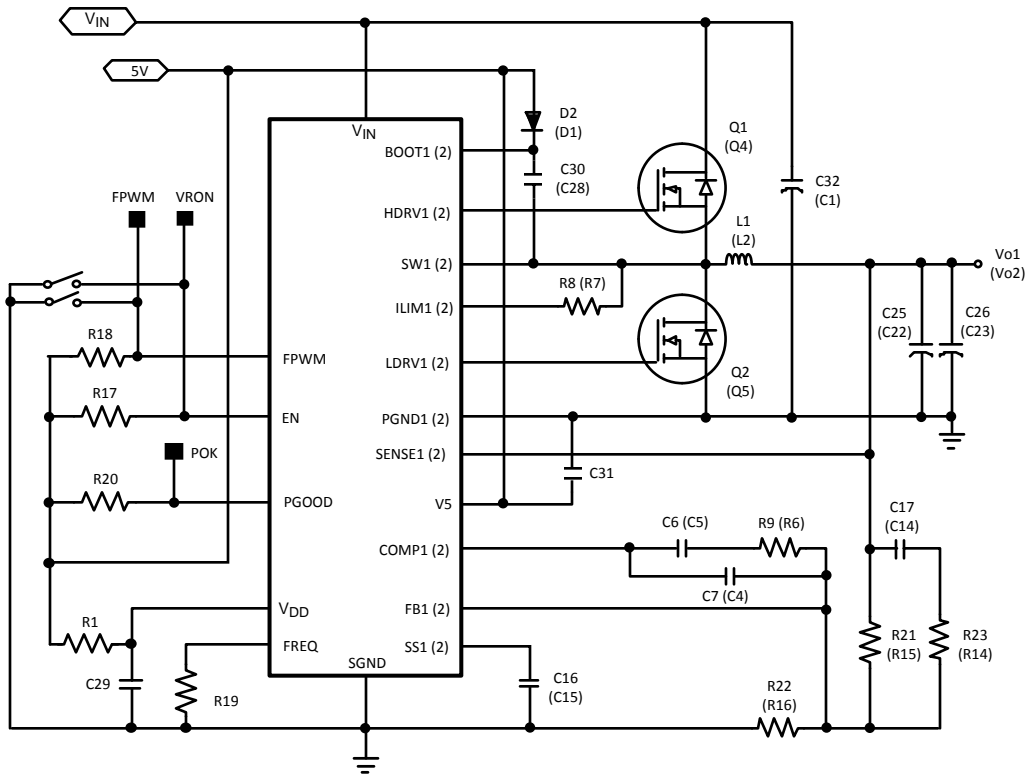 VIN
5V
VIN
D2
(D1)
Q1
(Q4)
BOOT1 (2)
C30
(C28)
C32
(C1)
FPWM
VRON
HDRV1 (2)
L1
(L2)
SW1 (2)
Vo1
(Vo2)
R8 (R7)
ILIM1 (2)
C25
(C22)
C26
(C23)
R18
FPWM
LDRV1 (2)
Q2
(Q5)
R17
EN
PGND1 (2)
POK
SENSE1 (2)
C31
R20
PGOOD
V5
C17
(C14)
C6 (C5)
R9 (R6)
COMP1 (2)
C7 (C4)
VDD
FB1 (2)
R1
R21
(R15)
R23
(R14)
FREQ
SS1 (2)
SGND
C29
R19
C16
(C15)
R22
(R16)